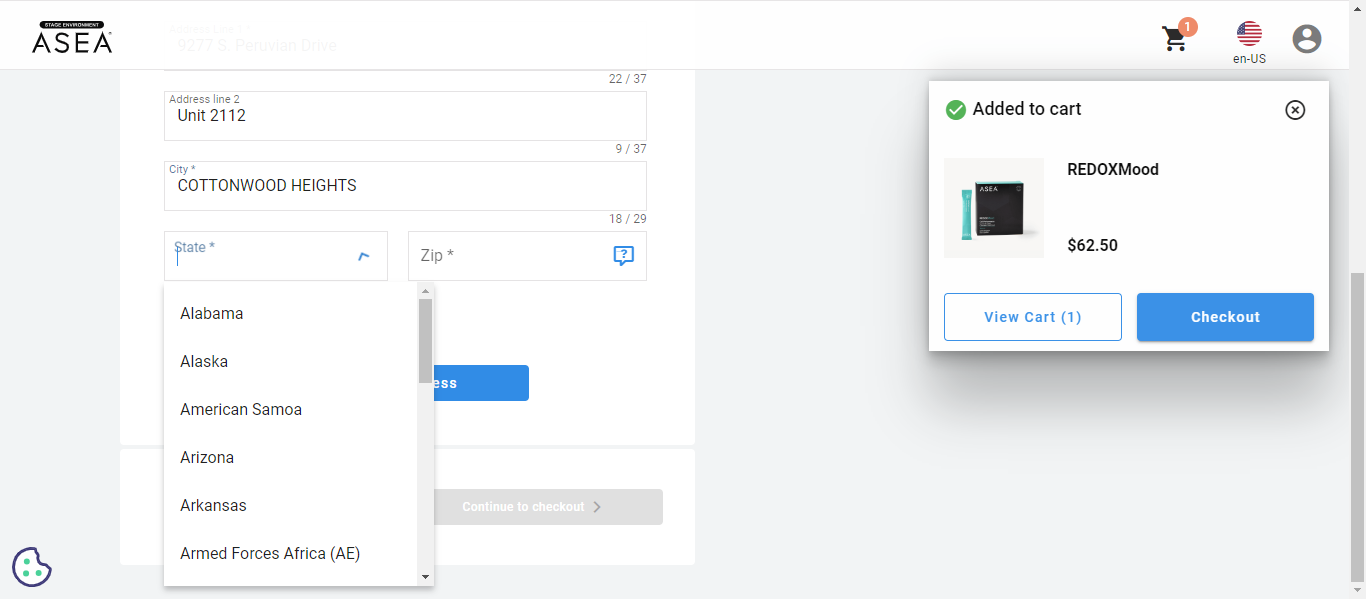 STAGE ENVIRONMENT
ASEA
Address Line 1 *
9277 S. Peruvian Drive
1
en-US
22 / 37
Address line 2
Unit 2112
9 / 37
City *
COTTONWOOD HEIGHTS
18 / 29
State *
Zip *
?
Alabama
Alaska
American Samoa
Arizona
Arkansas
Armed Forces Africa (AE)
ess
Continue to checkout
Added to cart
ASEA
REDOXMood
$62.50
View Cart (1)
Checkout